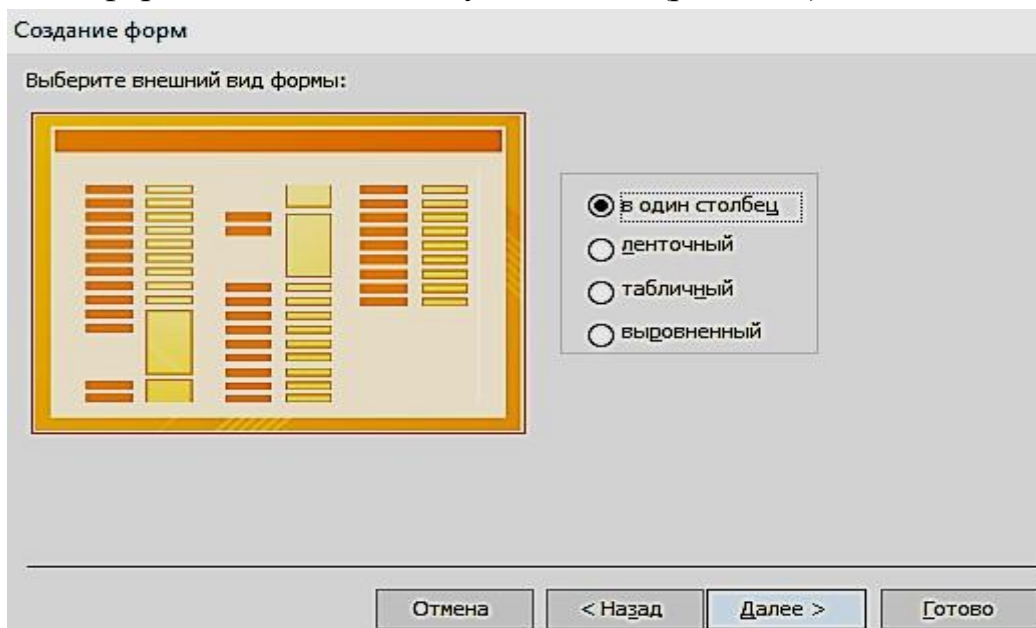 Создание форм
Выберите внешний вид формы:
в один столбец
ленточный
табличный
выровненный
Отмена
< Назад
Далее >
Готово